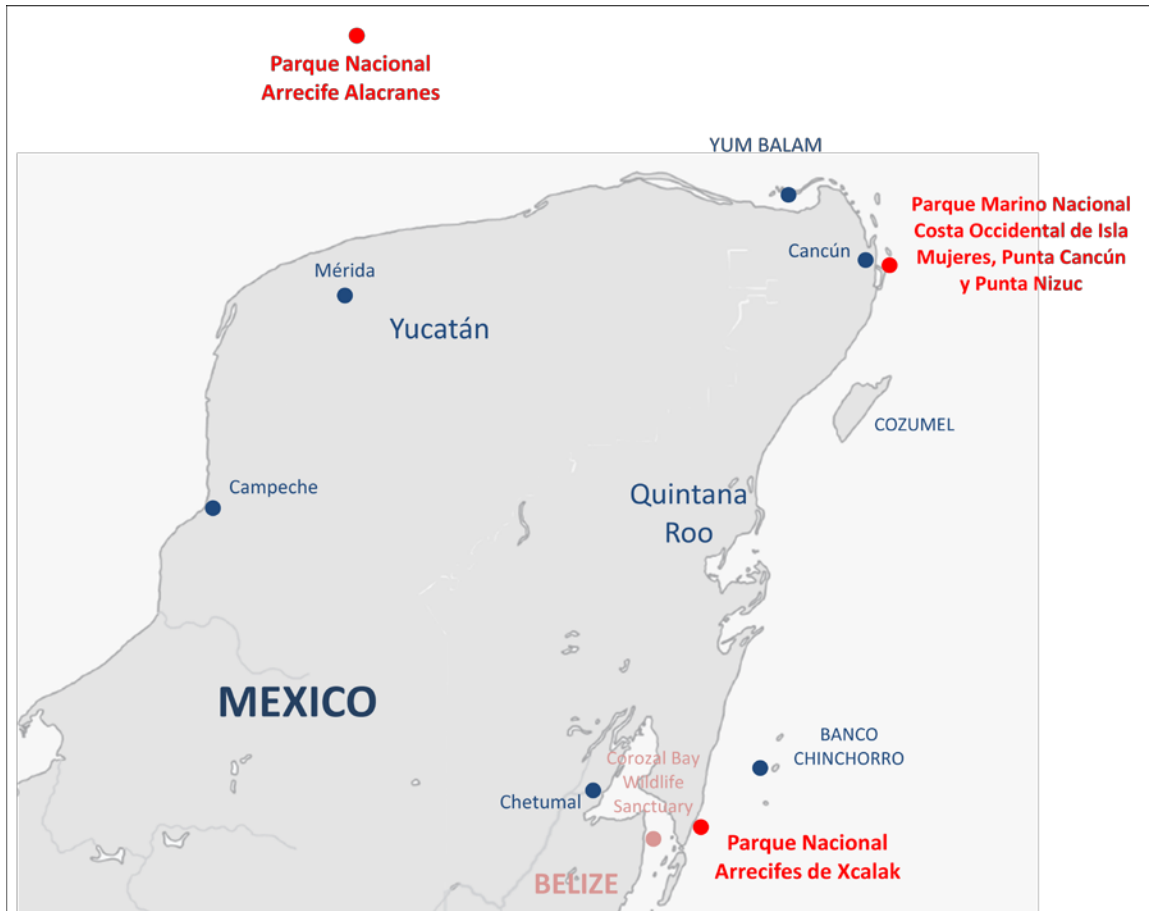 Parque Nacional
Arrecife Alacranes
YUM BALAM
Parque Marino Nacional
Costa Occidental de Isla
Mujeres, Punta Cancún
y Punta Nizuc
Cancún
Mérida
Yucatán
COZUMEL
Campeche
Quintana
Roo
MEXICO
BANCO
CHINCHORRO
Corozal Bay
Wildlife
Sanctuary
Chetumal
Parque Nacional
Arrecifes de Xcalak
BELIZE